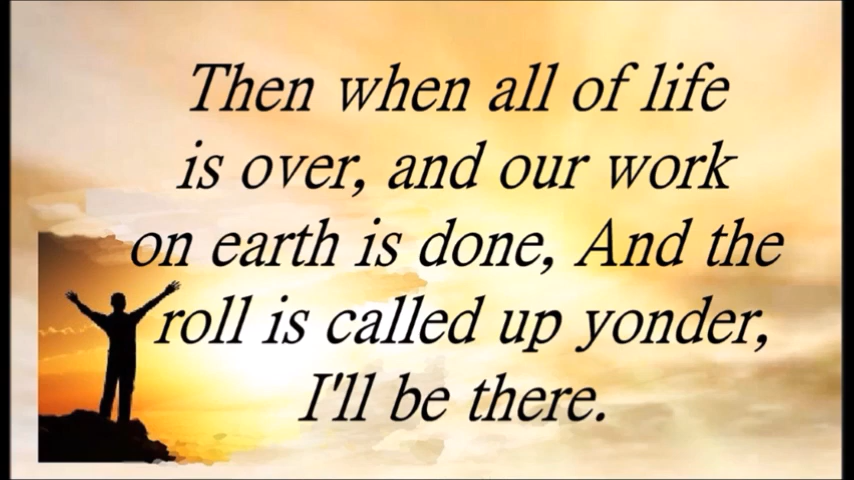 Then when all of life
is over, and our work
on earth is done, And the
roll is called up yonder,
I'll be there.